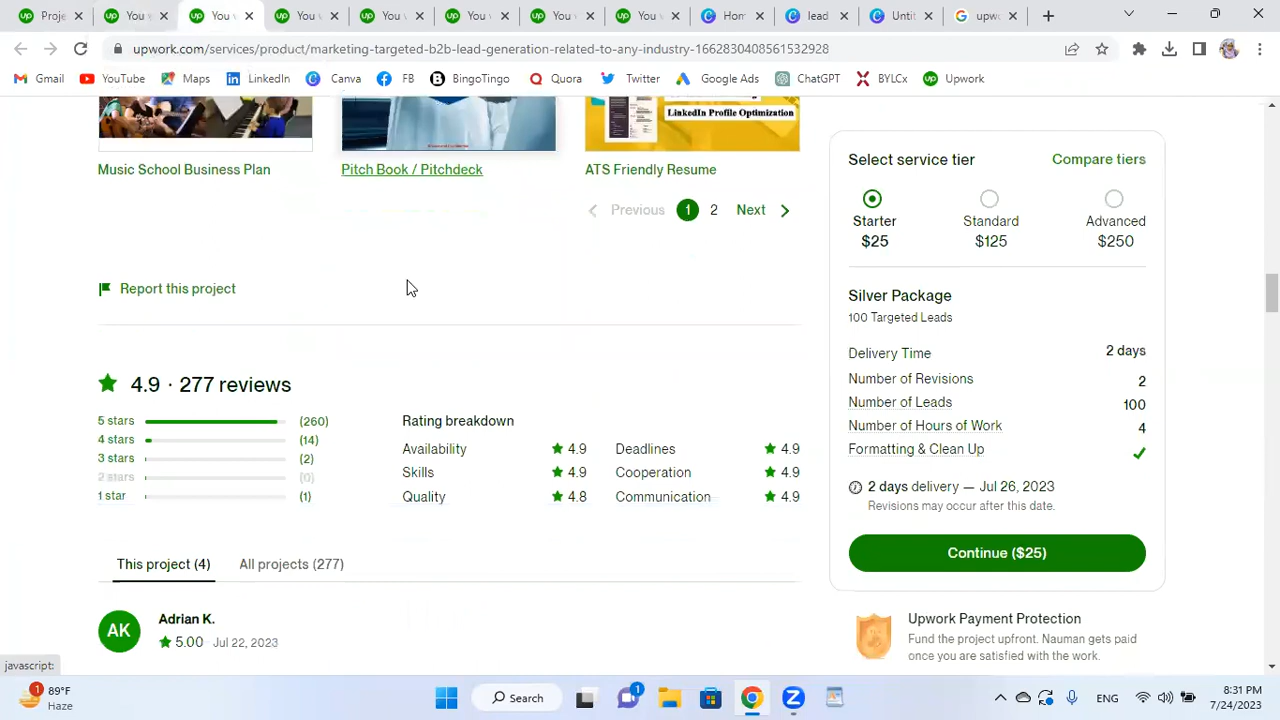 Proje
You
You
You
You
You
You
You
Hom
lead
Untit
upwo
upwork.com/services/product/marketing-targeted-b2b-lead-generation-related-to-any-industry-1662830408561532928
Gmail YouTube Maps LinkedIn Canva FB BingoTingo Quora Twitter Google Ads ChatGPT BYLCx Upwork
LinkedIn Profile Optimization
Music School Business Plan
Pitch Book / Pitchdeck
ATS Friendly Resume
Previous 1 2 Next
Report this project
4.9 · 277 reviews
5 stars (260)
4 stars (14)
3 stars (2)
2 stars (0)
1 star (1)
Rating breakdown
Availability 4.9
Skills 4.9
Quality 4.8
Deadlines 4.9
Cooperation 4.9
Communication 4.9
This project (4) All projects (277)
AK
Adrian K.
5.00 Jul 22, 2023
Select service tier Compare tiers
Starter Standard Advanced
$25 $125 $250
Silver Package
100 Targeted Leads
Delivery Time 2 days
Number of Revisions 2
Number of Leads 100
Number of Hours of Work 4
Formatting & Clean Up
2 days delivery — Jul 26, 2023
Revisions may occur after this date.
Continue ($25)
Upwork Payment Protection
Fund the project upfront. Nauman gets paid
once you are satisfied with the work.
javascript:
1
89°F
Haze
Search
1
ENG
8:31 PM
7/24/2023